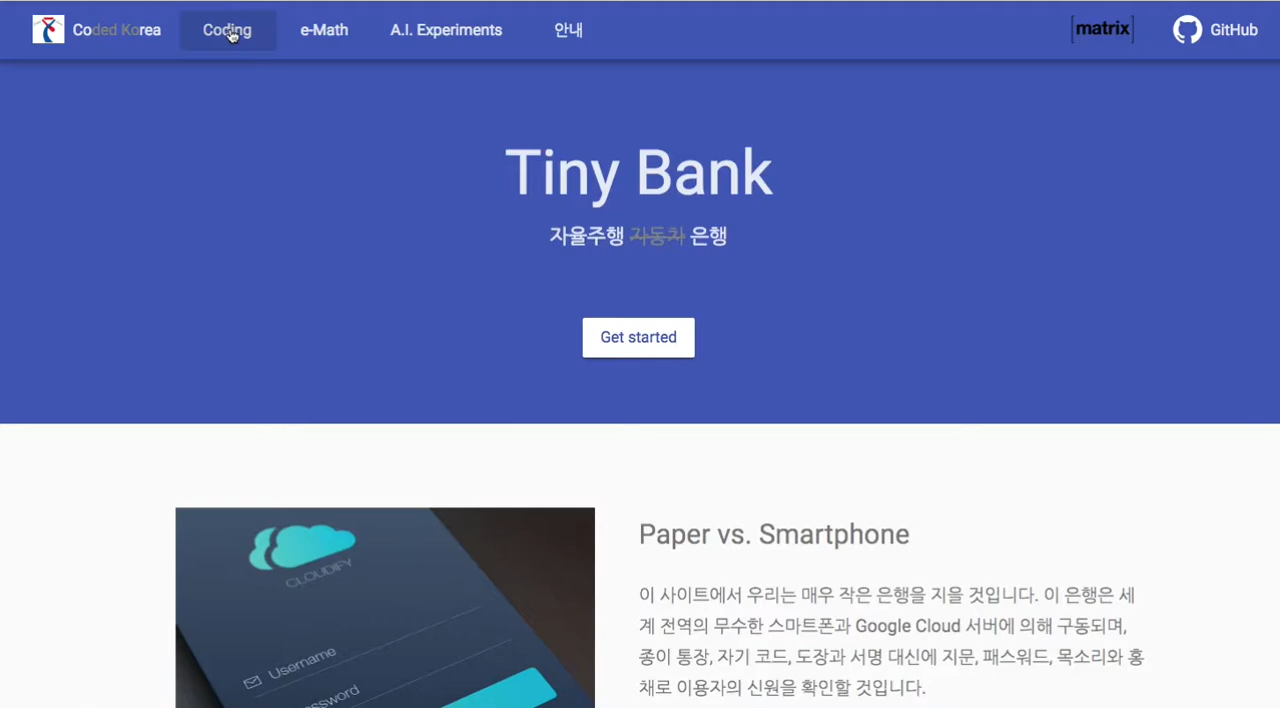 Coded Korea Coding e-Math A.I. Experiments 안내 matrix GitHub
Tiny Bank
자율주행 자동차 은행
Get started
Paper vs. Smartphone
이 사이트에서 우리는 매우 작은 은행을 지을 것입니다. 이 은행은 세
계 전역의 무수한 스마트폰과 Google Cloud 서버에 의해 구동되며,
종이 통장, 자기 코드, 도장과 서명 대신에 지문, 패스워드, 목소리와 홍
채로 이용자의 신원을 확인할 것입니다.
CLOUDIFY
Username
assword